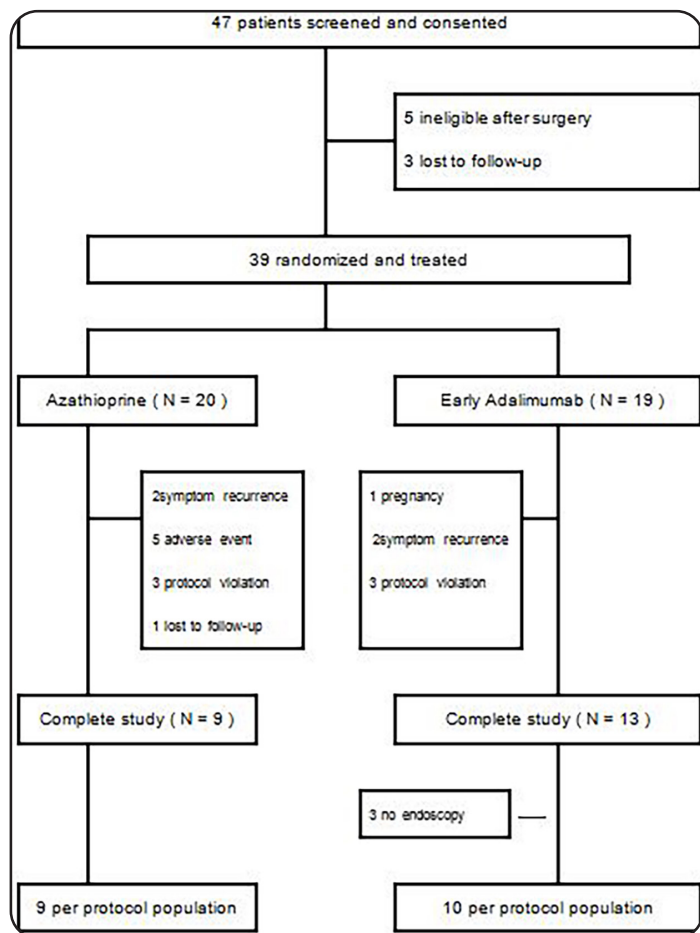 47 patients screened and consented
5 ineligible after surgery
3 lost to follow-up
39 randomized and treated
Azathioprine ( N = 20 )
Early Adalimumab ( N = 19 )
2symptom recurrence
5 adverse event
3 protocol violation
1 lost to follow-up
1 pregnancy
2symptom recurrence
3 protocol violation
Complete study ( N = 9 )
Complete study ( N = 13 )
3 no endoscopy
9 per protocol population
10 per protocol population